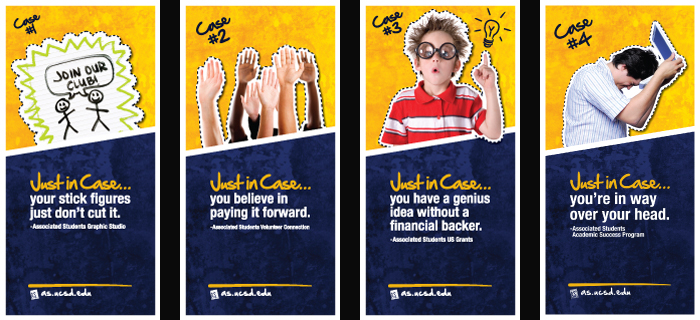 Case
#1
JOIN OUR
CLUB!
Just in Case...
your stick figures
just don't cut it.
-Associated Students Graphic Studio
as.ucsd.edu
Case
#2
Just in Case...
you believe in
paying it forward.
-Associated Students Volunteer Connection
as.ucsd.edu
Case
#3
Just in Case...
you have a genius
idea without a
financial backer.
-Associated Students US Grants
as.ucsd.edu
Case
#4
Just in Case...
you're in way
over your head.
-Associated Students
Academic Success Program
as.ucsd.edu